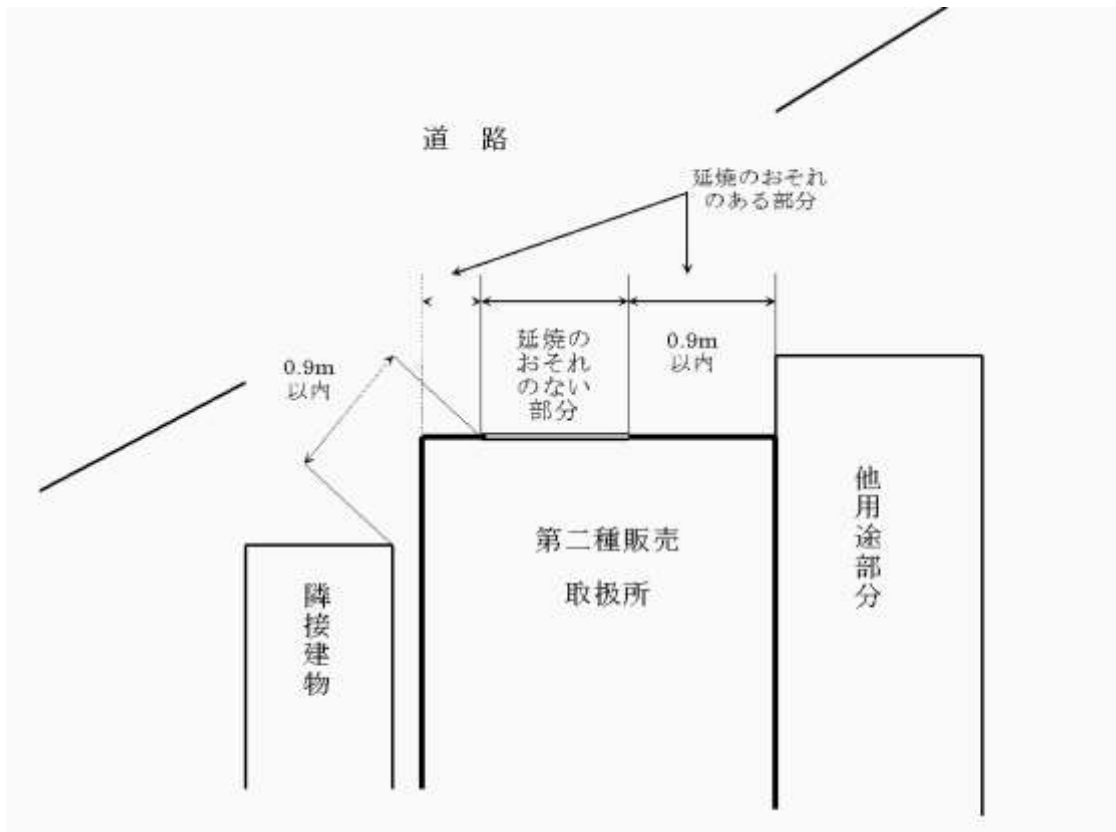 道　路
延焼のおそれ
のある部分
0.9m
以内
延焼の
おそれ
のない
部分
0.9m
以内
第二種販売
取扱所
隣接建物
他用途部分